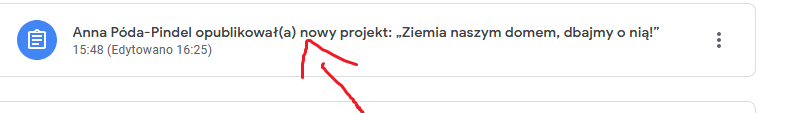 Anna Póda-Pindel opublikował(a) nowy projekt: „Ziemia naszym domem, dbajmy o nią!”
15:48 (Edytowano 16:25)